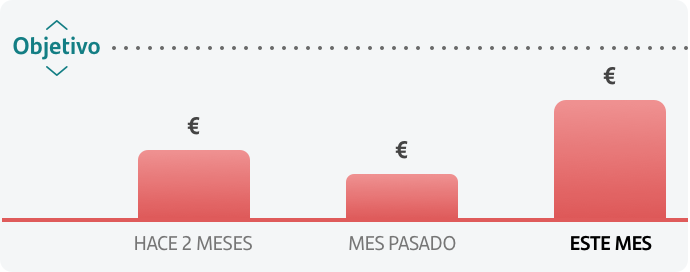 Objetivo
€
€
€
HACE 2 MESES
MES PASADO
ESTE MES